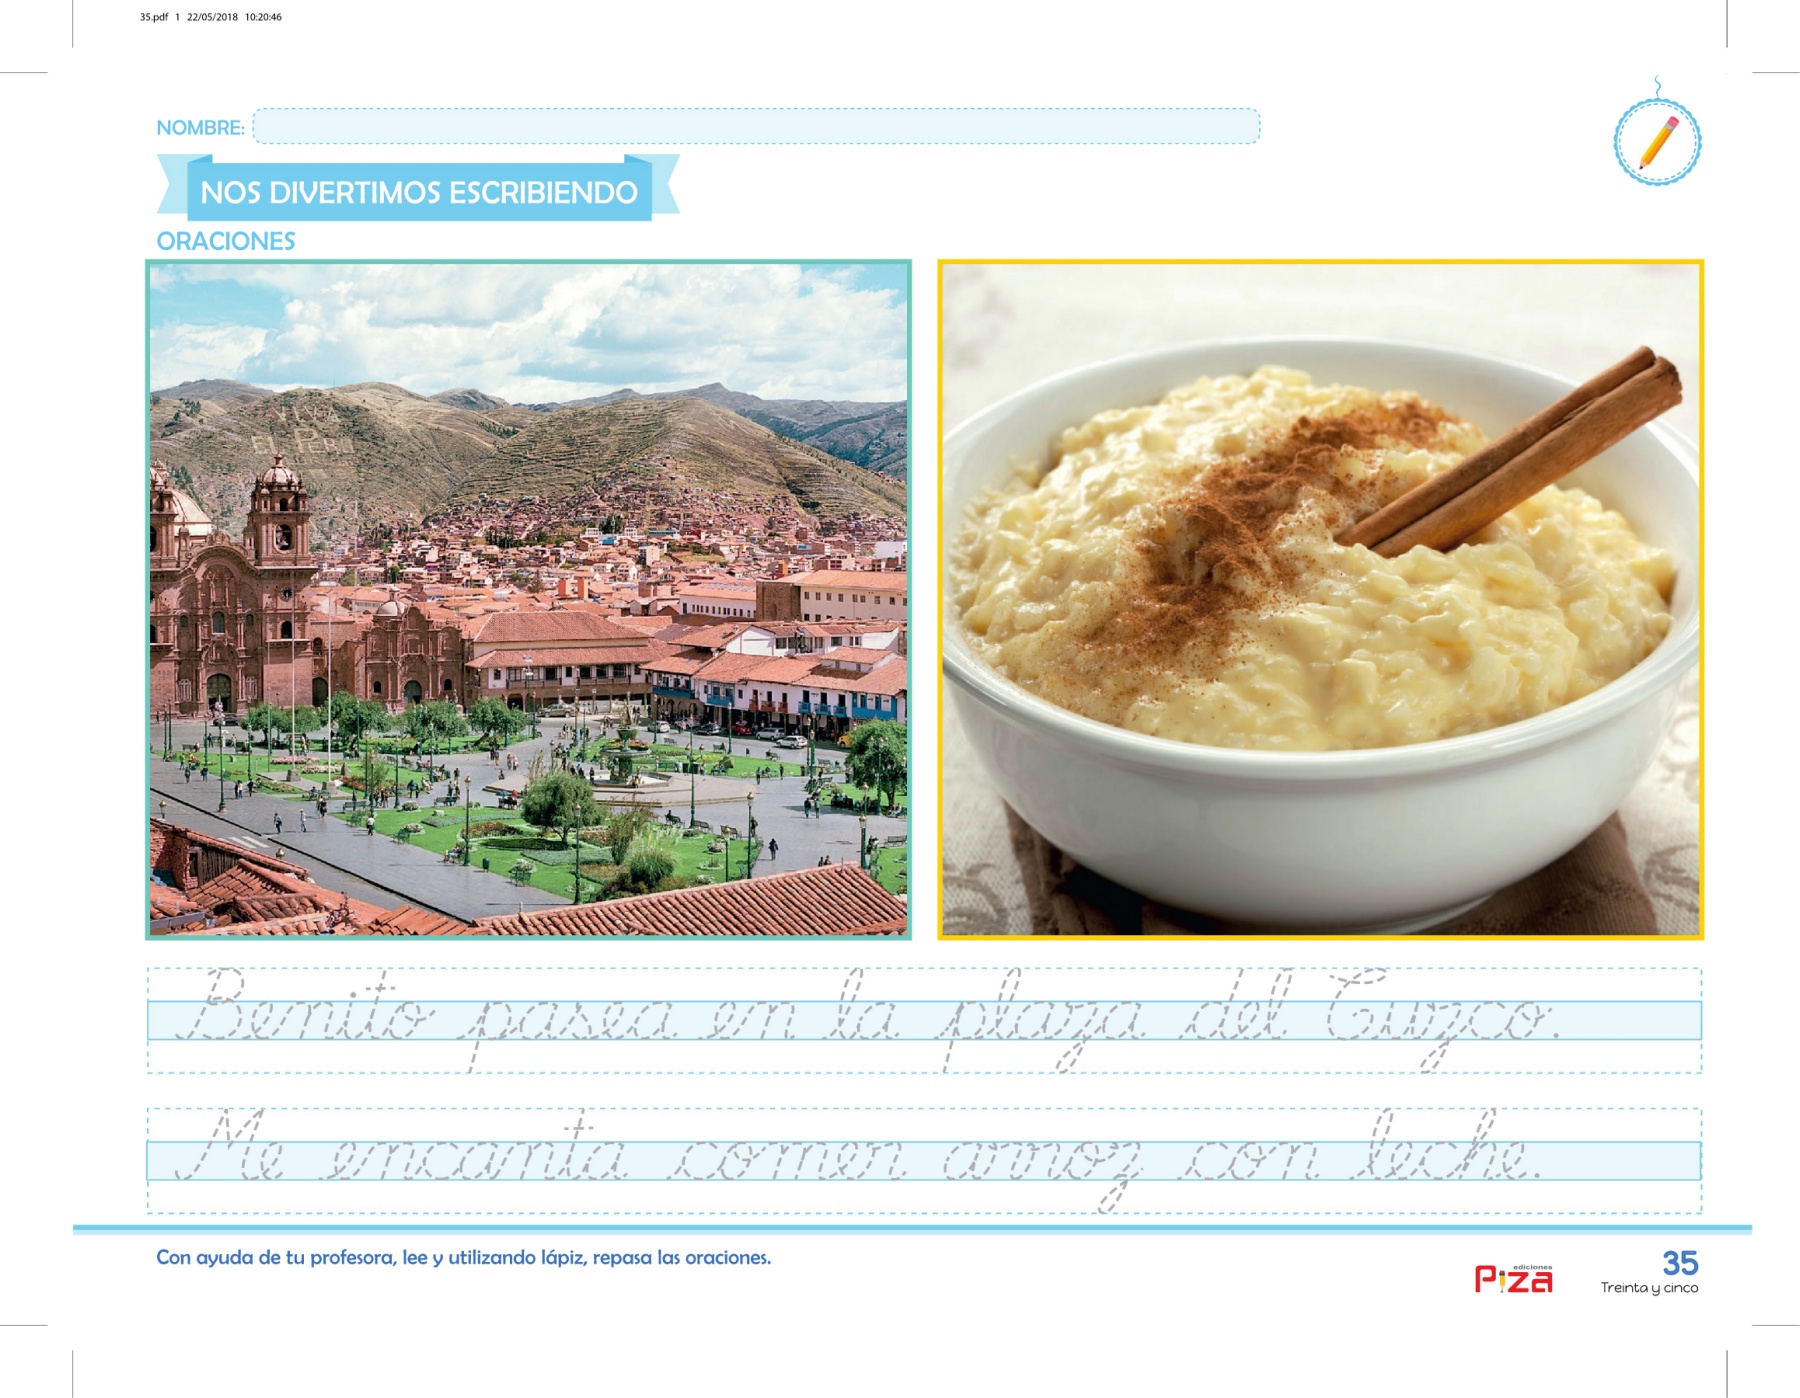 35.pdf 1 22/05/2018 10:20:46
NOMBRE:
NOS DIVERTIMOS ESCRIBIENDO
ORACIONES
VIVA
EL PERU
Benito pasea en la plaza del Cuzco.
Me encanta comer arroz con leche.
Con ayuda de tu profesora, lee y utilizando lápiz, repasa las oraciones.
ediciones
Piza
35
Treinta y cinco